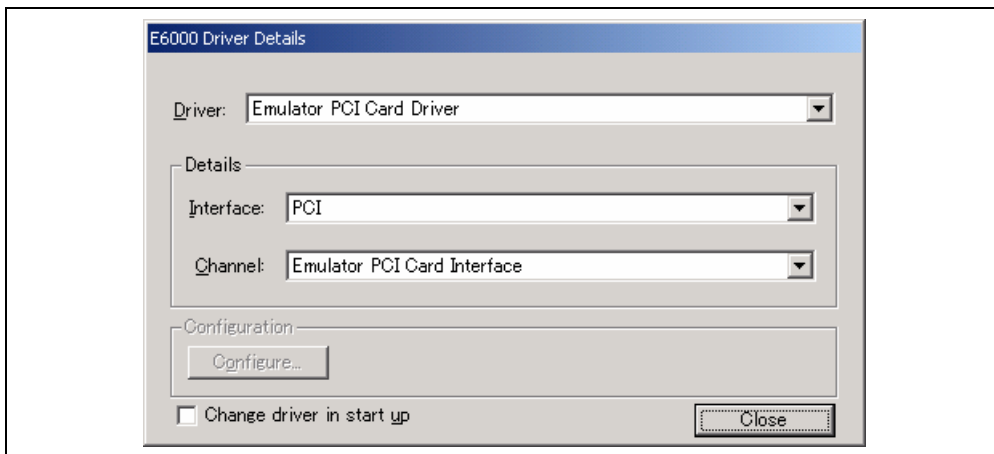 E6000 Driver Details
Driver: Emulator PCI Card Driver
Details
Interface: PCI
Channel: Emulator PCI Card Interface
Configuration
Configure...
Change driver in start up
Close